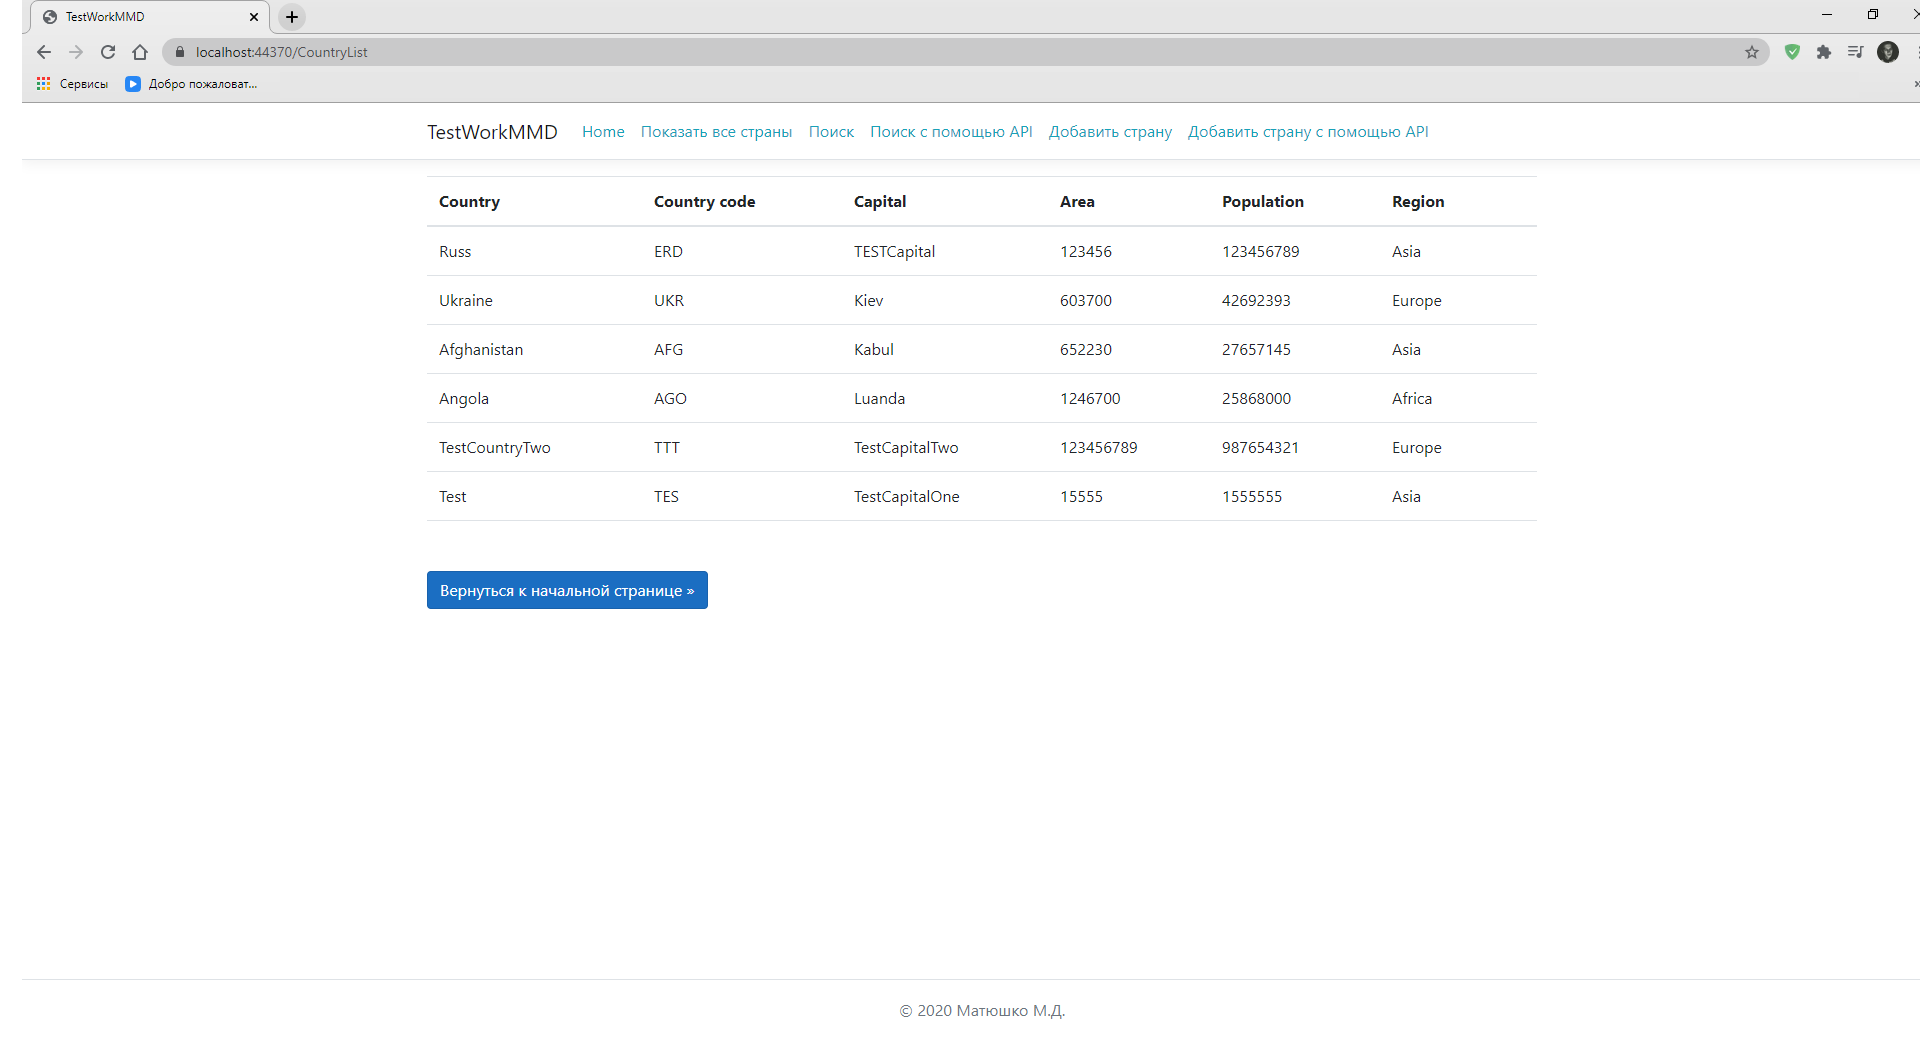 TestWorkMMD
localhost:44370/CountryList
Сервисы Добро пожаловат...
TestWorkMMD Home Показать все страны Поиск Поиск с помощью API Добавить страну Добавить страну с помощью API
Country Country code Capital Area Population Region
Russ ERD TESTCapital 123456 123456789 Asia
Ukraine UKR Kiev 603700 42692393 Europe
Afghanistan AFG Kabul 652230 27657145 Asia
Angola AGO Luanda 1246700 25868000 Africa
TestCountryTwo TTT TestCapitalTwo 123456789 987654321 Europe
Test TES TestCapitalOne 15555 1555555 Asia
Вернуться к начальной странице »
© 2020 Матюшко М.Д.